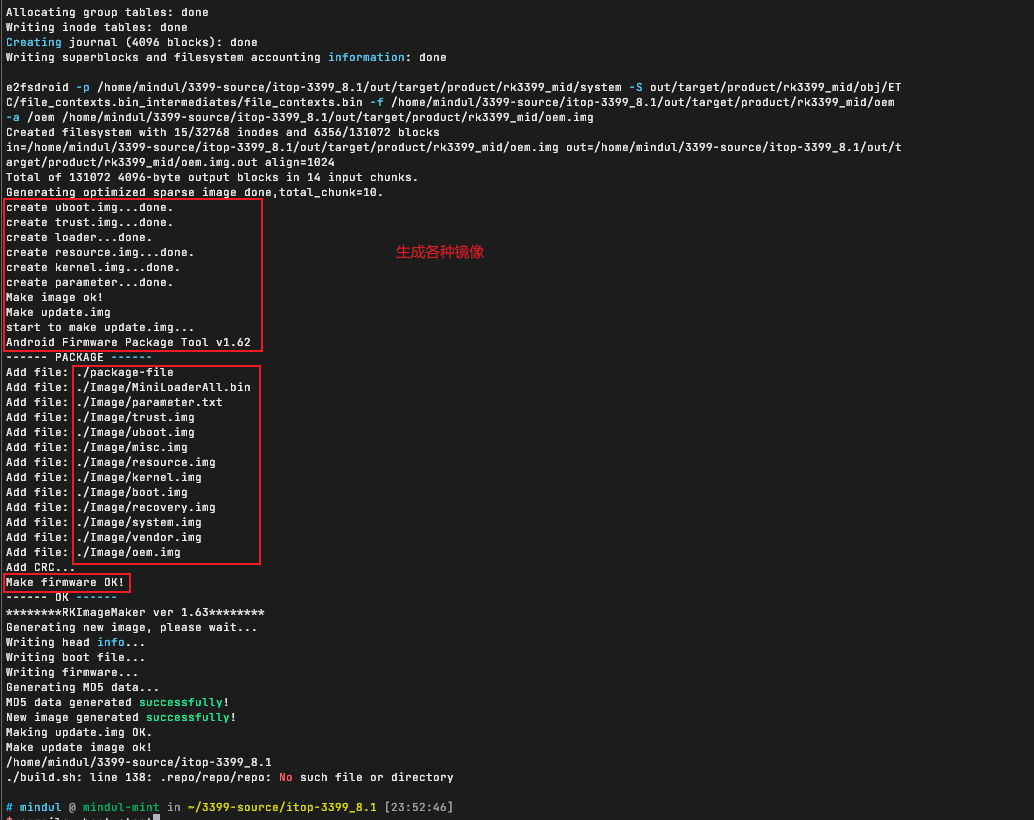 Allocating group tables: done
Writing inode tables: done
Creating journal (4096 blocks): done
Writing superblocks and filesystem accounting information: done
e2fsdroid -p /home/mindul/3399-source/itop-3399_8.1/out/target/product/rk3399_mid/system -S out/target/product/rk3399_mid/obj/ET
C/file_contexts.bin_intermediates/file_contexts.bin -f /home/mindul/3399-source/itop-3399_8.1/out/target/product/rk3399_mid/oem
-a /oem /home/mindul/3399-source/itop-3399_8.1/out/target/product/rk3399_mid/oem.img
Created filesystem with 15/32768 inodes and 6356/131072 blocks
in=/home/mindul/3399-source/itop-3399_8.1/out/target/product/rk3399_mid/oem.img out=/home/mindul/3399-source/itop-3399_8.1/out/t
arget/product/rk3399_mid/oem.img.out align=1024
Total of 131072 4096-byte output blocks in 14 input chunks.
Generating optimized sparse image done,total_chunk=10.
create uboot.img...done.
create trust.img...done.
create loader...done.
create resource.img...done.
生成各种镜像
create kernel.img...done.
create parameter...done.
Make image ok!
Make update.img
start to make update.img...
Android Firmware Package Tool v1.62
------ PACKAGE ------
Add file: ./package-file
Add file: ./Image/MiniLoaderAll.bin
Add file: ./Image/parameter.txt
Add file: ./Image/trust.img
Add file: ./Image/uboot.img
Add file: ./Image/misc.img
Add file: ./Image/resource.img
Add file: ./Image/kernel.img
Add file: ./Image/boot.img
Add file: ./Image/recovery.img
Add file: ./Image/system.img
Add file: ./Image/vendor.img
Add file: ./Image/oem.img
Add CRC...
Make firmware OK!
------ OK ------
********RKImageMaker ver 1.63********
Generating new image, please wait...
Writing head info...
Writing boot file...
Writing firmware...
Generating MD5 data...
MD5 data generated successfully!
New image generated successfully!
Making update.img OK.
Make update image ok!
/home/mindul/3399-source/itop-3399_8.1
./build.sh: line 138: .repo/repo/repo: No such file or directory
# mindul @ mindul-mint in ~/3399-source/itop-3399_8.1 [23:52:46]